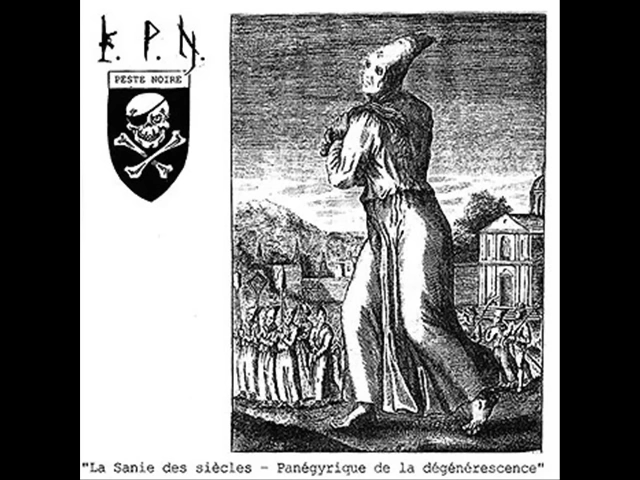 K. P. N.
PESTE NOIRE
"La Sanie des siècles - Panégyrique de la dégénérescence"